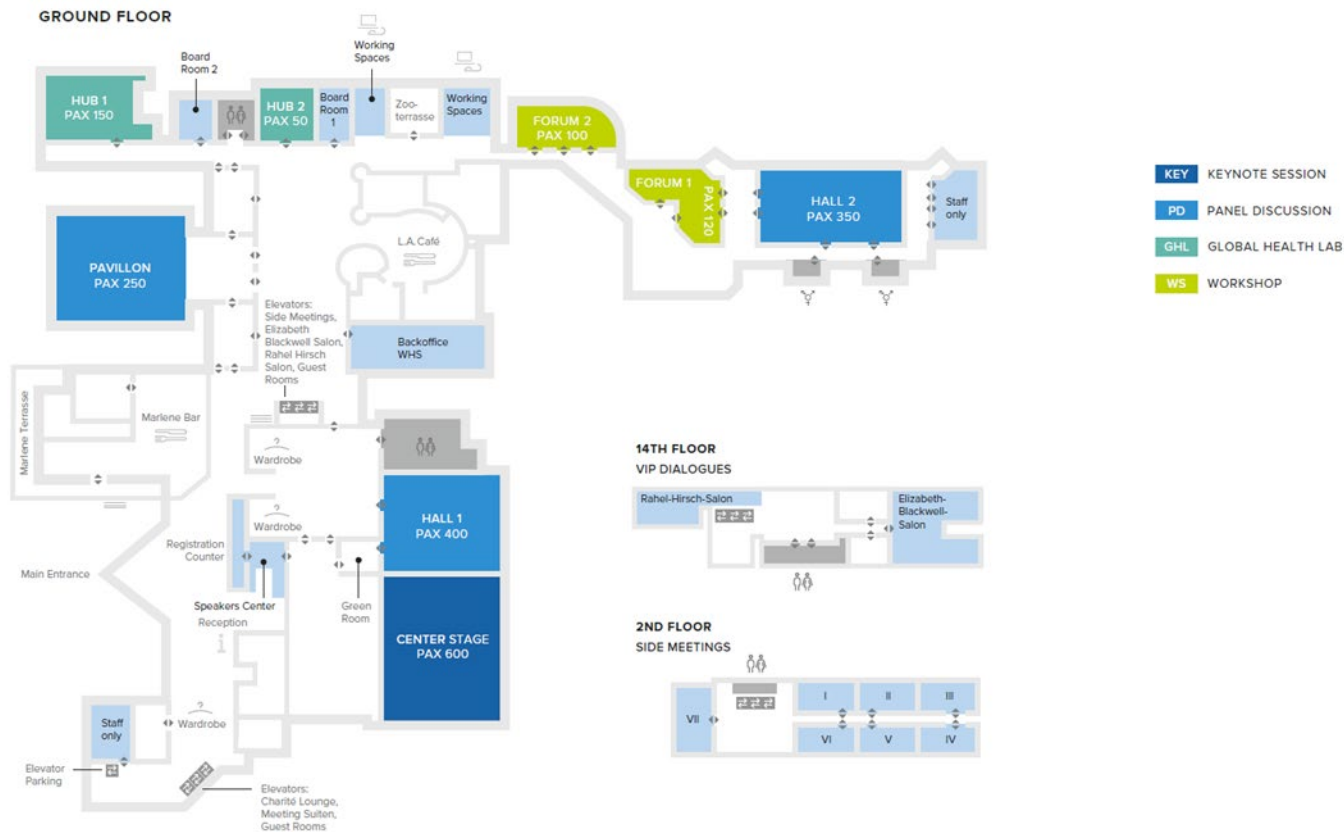 GROUND FLOOR
Board
Room 2
Working
Spaces
HUB 1
PAX 150
HUB 2
PAX 50
Board
Room
1
Zoo-
terrasse
Working
Spaces
FORUM 2
PAX 100
FORUM 1
PAX 120
HALL 2
PAX 350
Staff
only
KEY KEYNOTE SESSION
PD PANEL DISCUSSION
GHL GLOBAL HEALTH LAB
WS WORKSHOP
PAVILLON
PAX 250
L.A. Café
Elevators:
Side Meetings,
Elizabeth
Blackwell Salon,
Rahel Hirsch
Salon, Guest
Rooms
Backoffice
WHS
Marlene Terrasse
Marlene Bar
Wardrobe
HALL 1
PAX 400
Wardrobe
Registration
Counter
Main Entrance
Speakers Center
Reception
Green
Room
CENTER STAGE
PAX 600
Staff
only
Wardrobe
Elevator
Parking
Elevators:
Charité Lounge,
Meeting Suiten,
Guest Rooms
14TH FLOOR
VIP DIALOGUES
Rahel-Hirsch-Salon
Elizabeth-
Blackwell-
Salon
2ND FLOOR
SIDE MEETINGS
VII
I
II
III
VI
V
IV